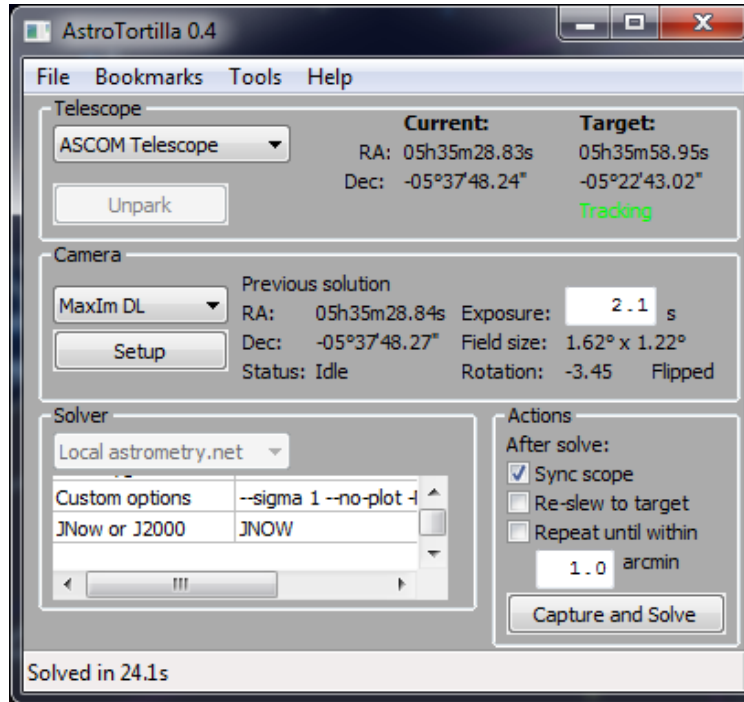 AstroTortilla 0.4
File Bookmarks Tools Help
Telescope
ASCOM Telescope
Unpark
Current: Target:
RA: 05h35m28.83s 05h35m58.95s
Dec: -05°37'48.24" -05°22'43.02"
Tracking
Camera
MaxIm DL
Setup
Previous solution
RA: 05h35m28.84s Exposure: 2.1 s
Dec: -05°37'48.27" Field size: 1.62° x 1.22°
Status: Idle Rotation: -3.45 Flipped
Solver
Local astrometry.net
Custom options --sigma 1 --no-plot
JNow or J2000 JNOW
Actions
After solve:
Sync scope
Re-slew to target
Repeat until within
1.0 arcmin
Capture and Solve
Solved in 24.1s